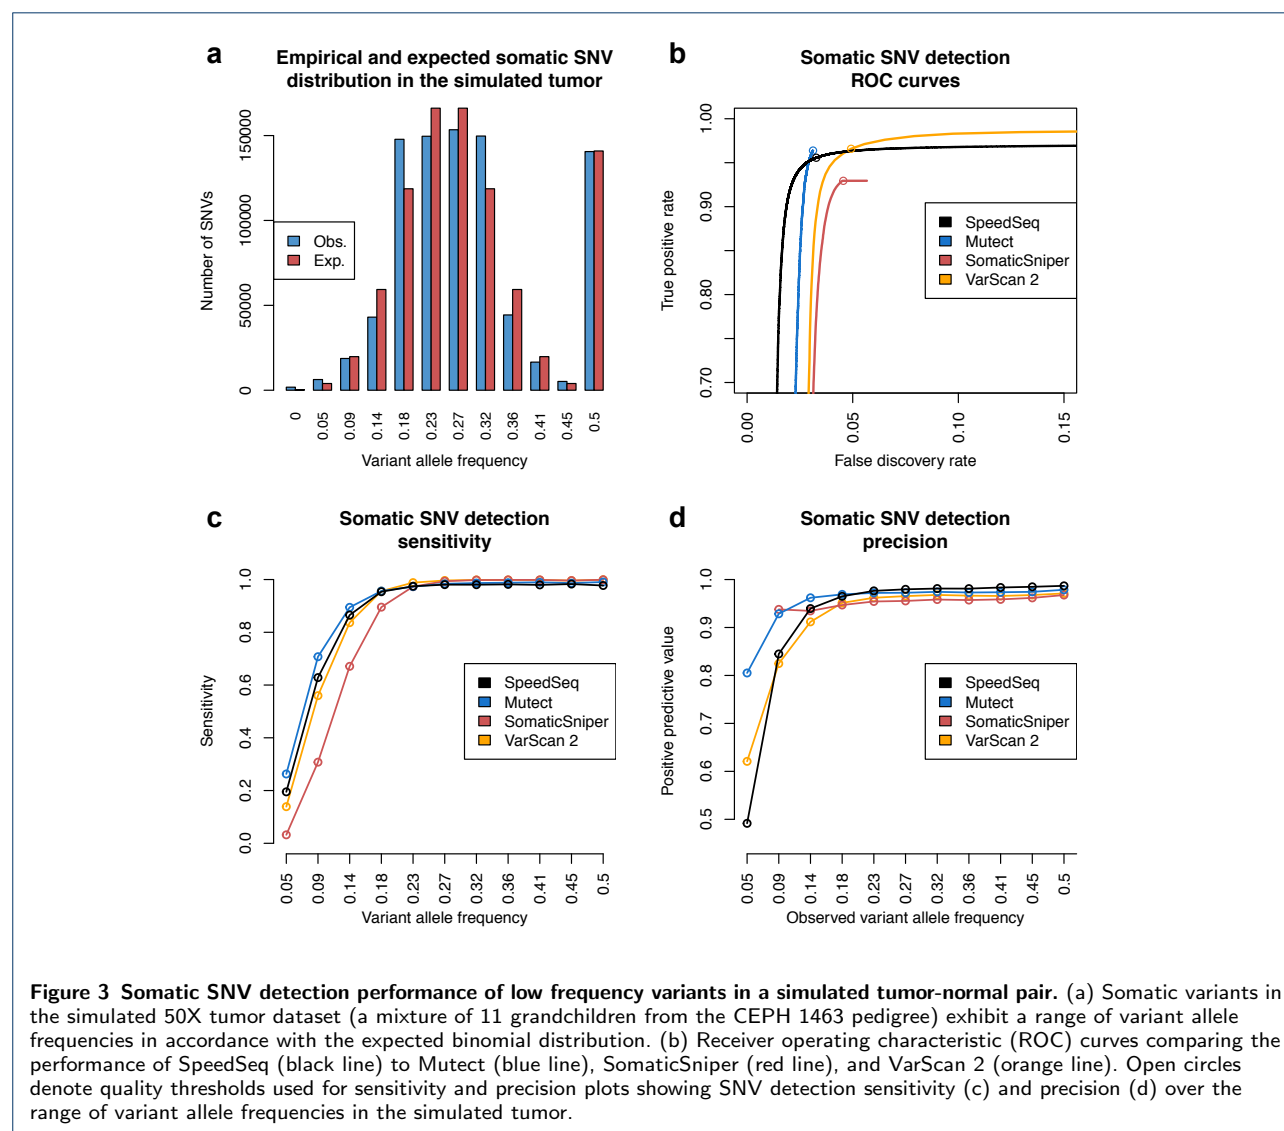 a
Empirical and expected somatic SNV
distribution in the simulated tumor
Number of SNVs
150000
100000
50000
0
Obs.
Exp.
0 0.05 0.09 0.14 0.18 0.23 0.27 0.32 0.36 0.41 0.45 0.5
Variant allele frequency
b
Somatic SNV detection
ROC curves
True positive rate
1.00
0.90
0.80
0.70
SpeedSeq
Mutect
SomaticSniper
VarScan 2
0.00 0.05 0.10 0.15
False discovery rate
c
Somatic SNV detection
sensitivity
Sensitivity
1.0
0.8
0.6
0.4
0.2
0.0
SpeedSeq
Mutect
SomaticSniper
VarScan 2
0.05 0.09 0.14 0.18 0.23 0.27 0.32 0.36 0.41 0.45 0.5
Variant allele frequency
d
Somatic SNV detection
precision
Positive predictive value
1.0
0.9
0.8
0.7
0.6
0.5
SpeedSeq
Mutect
SomaticSniper
VarScan 2
0.05 0.09 0.14 0.18 0.23 0.27 0.32 0.36 0.41 0.45 0.5
Observed variant allele frequency
Figure 3 Somatic SNV detection performance of low frequency variants in a simulated tumor-normal pair. (a) Somatic variants in
the simulated 50X tumor dataset (a mixture of 11 grandchildren from the CEPH 1463 pedigree) exhibit a range of variant allele
frequencies in accordance with the expected binomial distribution. (b) Receiver operating characteristic (ROC) curves comparing the
performance of SpeedSeq (black line) to Mutect (blue line), SomaticSniper (red line), and VarScan 2 (orange line). Open circles
denote quality thresholds used for sensitivity and precision plots showing SNV detection sensitivity (c) and precision (d) over the
range of variant allele frequencies in the simulated tumor.